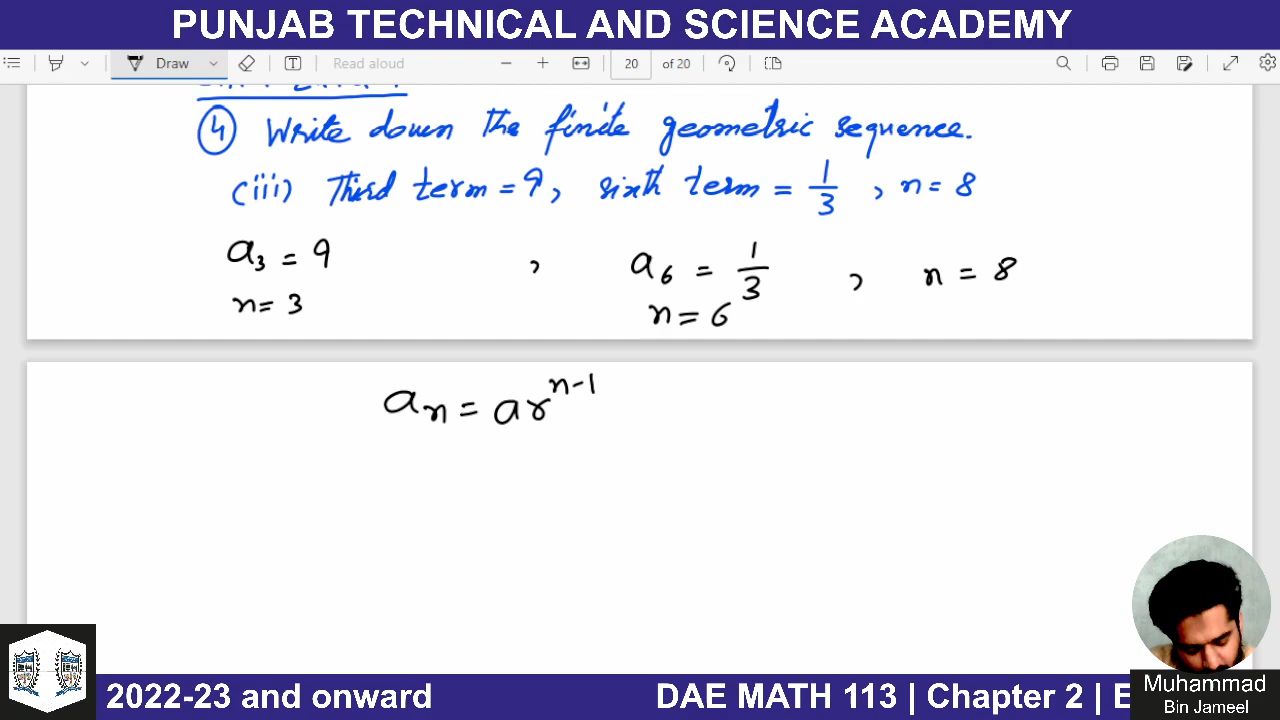 PUNJAB TECHNICAL AND SCIENCE ACADEMY
Draw Read aloud 20 of 20
④ Write down the finite geometric sequence.
(iii) Third term = 9, sixth term = 1/3, n = 8
a₃ = 9 , a₆ = 1/3 , n = 8
n = 3 n = 6
aₙ = arⁿ⁻¹
2022-23 and onward DAE MATH 113 | Chapter 2 | E
Muhammad
Bin Jameel